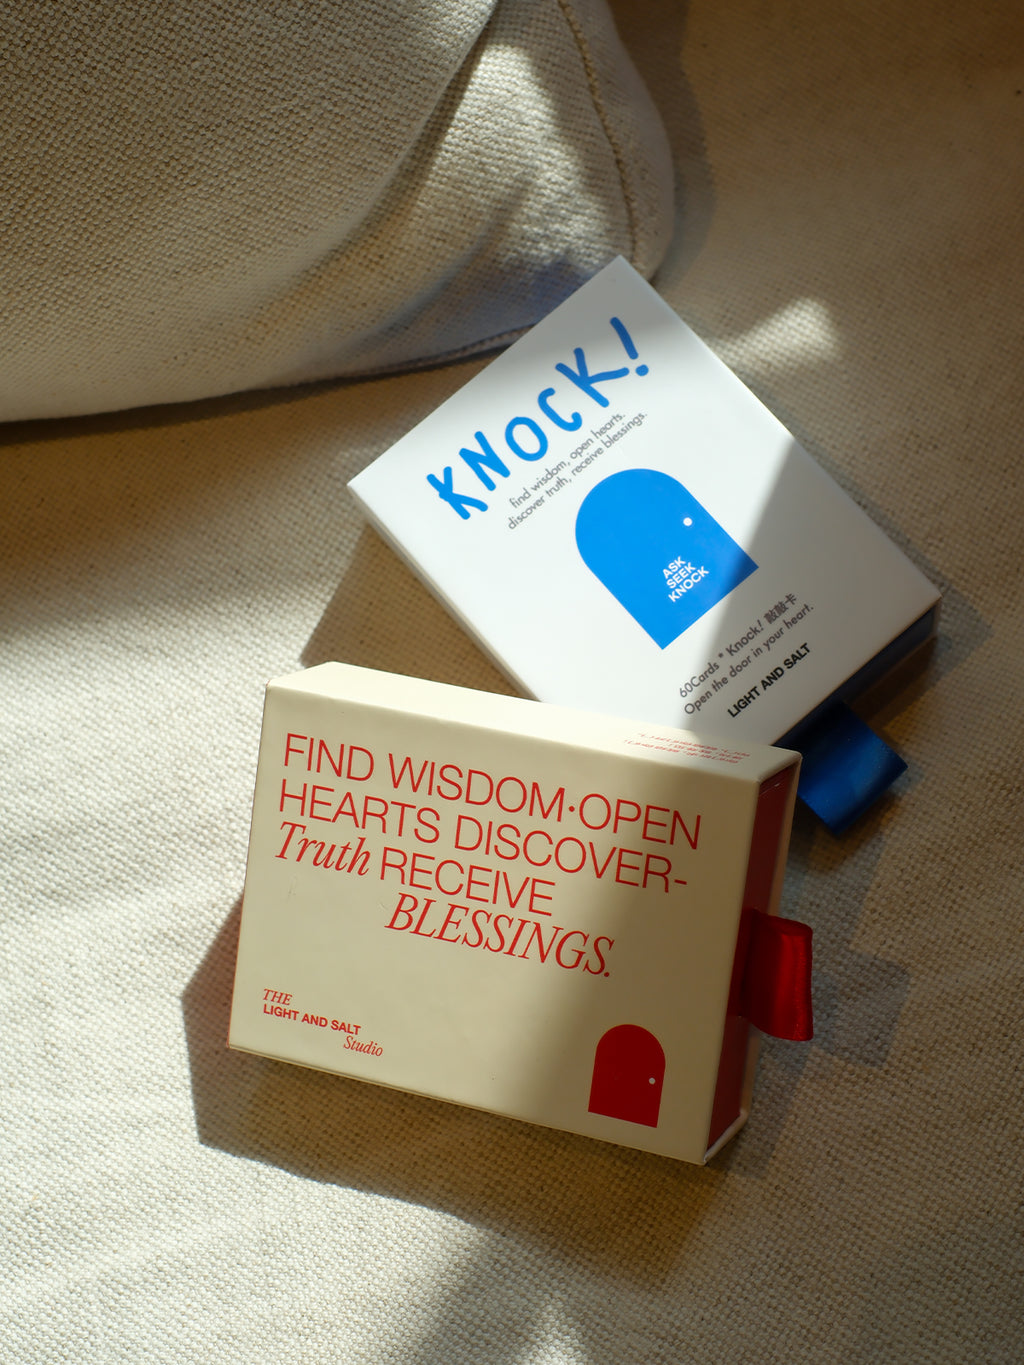 KNOCK!
find wisdom, open hearts.
discover truth, receive blessings.
ASK
SEEK
KNOCK
60Cards * Knock! 敲敲卡
Open the door in your heart.
LIGHT AND SALT
FIND WISDOM·OPEN
HEARTS DISCOVER-
Truth RECEIVE
BLESSINGS.
THE
LIGHT AND SALT
Studio